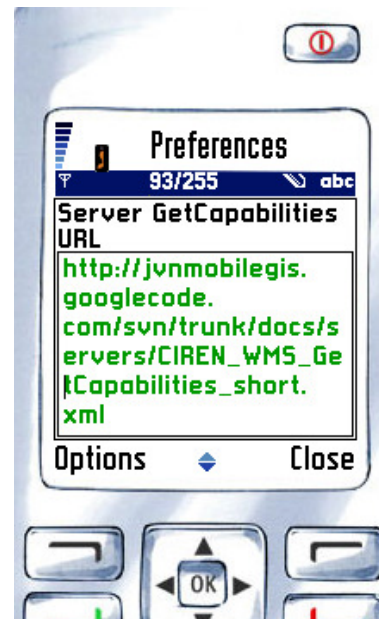 Preferences
93/255 abc
Server GetCapabilities
URL
http://jvnmobilegis.
googlecode.
com/svn/trunk/docs/s
ervers/CIREN_WMS_Ge
tCapabilities_short.
xml
Options Close
OK